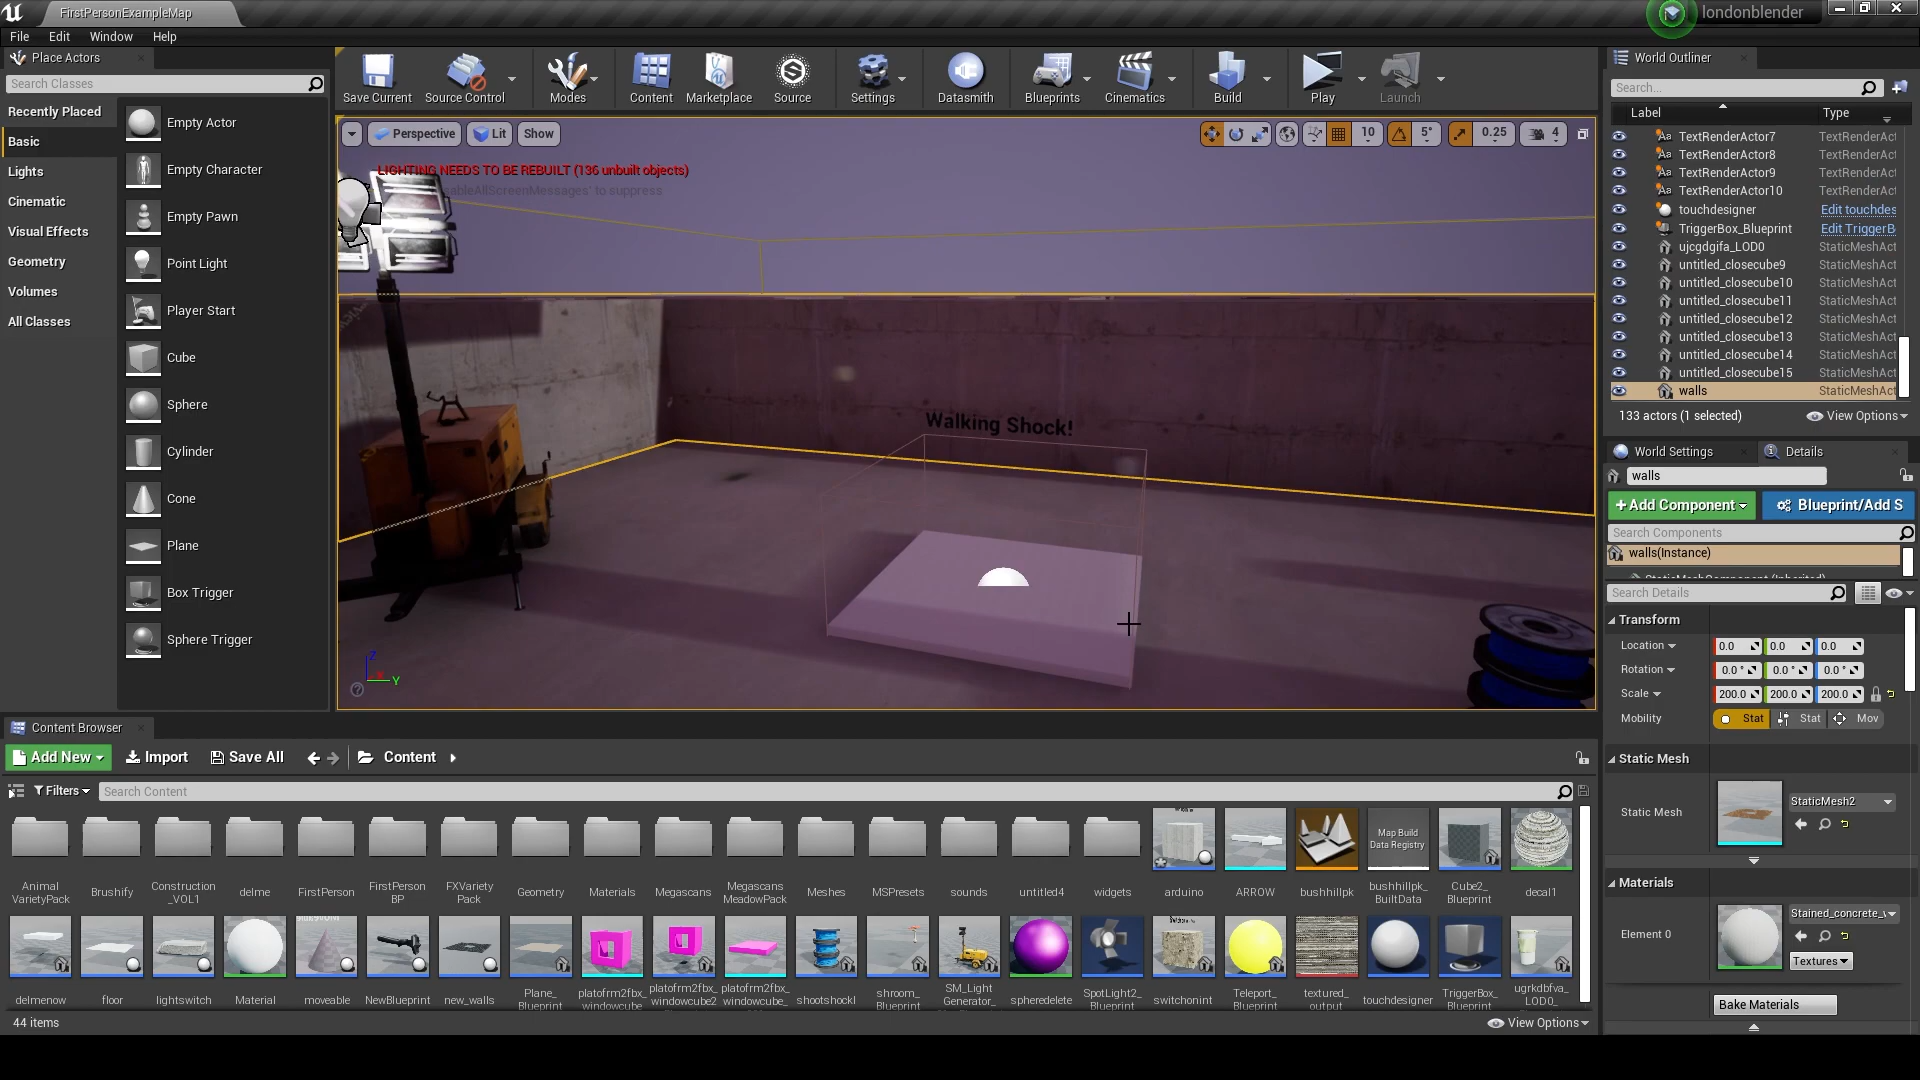 FirstPersonExampleMap
londonblender
File Edit Window Help
Place Actors
Search Classes
Recently Placed
Basic
Lights
Cinematic
Visual Effects
Geometry
Volumes
All Classes
Empty Actor
Empty Character
Empty Pawn
Point Light
Player Start
Cube
Sphere
Cylinder
Cone
Plane
Box Trigger
Sphere Trigger
Save Current
Source Control
Modes
Content
Marketplace
Source
Settings
Datasmith
Blueprints
Cinematics
Build
Play
Launch
Perspective Lit Show
10 5° 0.25 4
LIGHTING NEEDS TO BE REBUILT (136 unbuilt objects)
sableAllScreenMessages' to suppress
Walking Shock!
Z
Y
World Outliner
Search...
Label Type
TextRenderActor7 TextRenderAct
TextRenderActor8 TextRenderAct
TextRenderActor9 TextRenderAct
TextRenderActor10 TextRenderAct
touchdesigner Edit touchdes
TriggerBox_Blueprint Edit TriggerB
ujcgdgifa_LOD0 StaticMeshAct
untitled_closecube9 StaticMeshAct
untitled_closecube10 StaticMeshAct
untitled_closecube11 StaticMeshAct
untitled_closecube12 StaticMeshAct
untitled_closecube13 StaticMeshAct
untitled_closecube14 StaticMeshAct
untitled_closecube15 StaticMeshAct
walls StaticMeshAct
133 actors (1 selected) View Options
World Settings Details
walls
+Add Component Blueprint/Add S
Search Components
walls(Instance)
StaticMeshComponent (Inherited)
Search Details
Transform
Location 0.0 0.0 0.0
Rotation 0.0 ° 0.0 ° 0.0 °
Scale 200.0 200.0 200.0
Mobility Stat Stat Mov
Static Mesh
Static Mesh StaticMesh2
Materials
Element 0 Stained_concrete_v
Textures
Bake Materials
Content Browser
Add New Import Save All Content
Filters Search Content
Map Build
Data Registry
Animal
VarietyPack
Brushify
Construction
_VOL1
delme
FirstPerson
FirstPerson
BP
FXVariety
Pack
Geometry
Materials
Megascans
Megascans
MeadowPack
Meshes
MSPresets
sounds
untitled4
widgets
arduino
ARROW
bushhillpk
bushhillpk_
BuiltData
Cube2_
Blueprint
decal1
delmenow
floor
lightswitch
Material
moveable
NewBlueprint
new_walls
Plane_
Blueprint
platofrm2fbx_
windowcube
platofrm2fbx_
windowcube2
platofrm2fbx_
windowcube_
shootshockl
shroom_
Blueprint
SM_Light
Generator_
spheredelete
SpotLight2_
Blueprint
switchonint
Teleport_
Blueprint
textured_
output
touchdesigner
TriggerBox_
Blueprint
ugrkdbfva_
LOD0_
44 items View Options